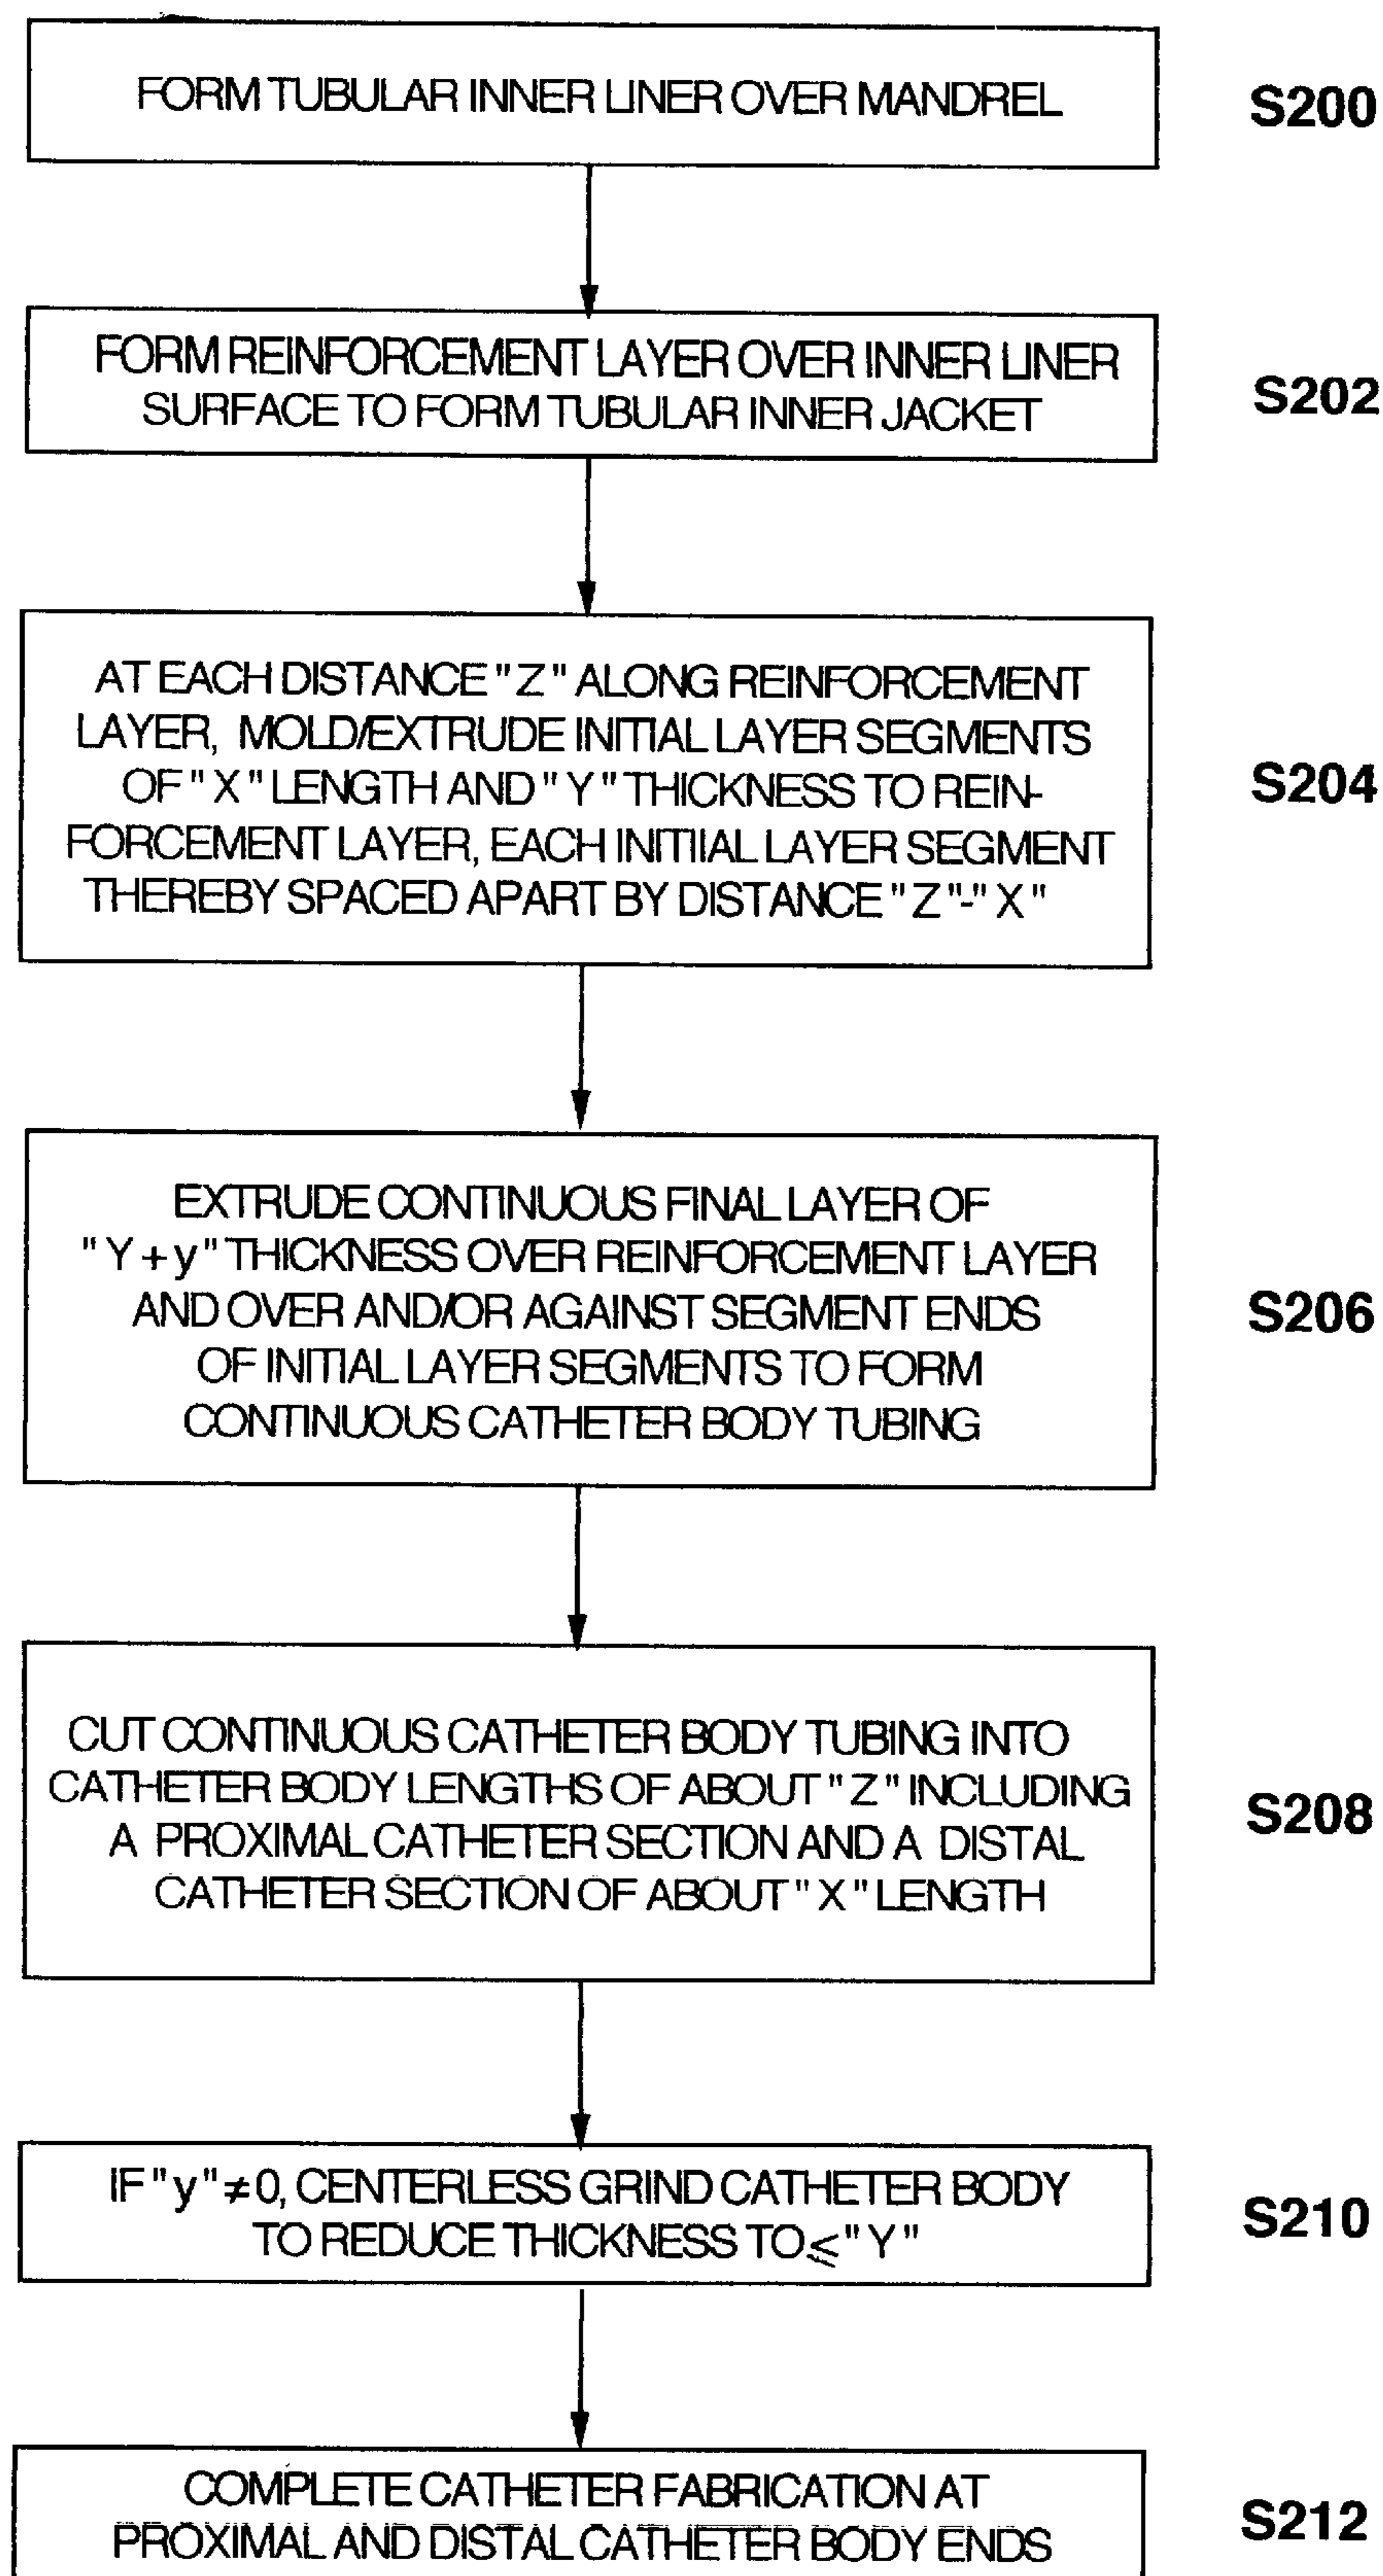 FORM TUBULAR INNER LINER OVER MANDREL
S200
FORM REINFORCEMENT LAYER OVER INNER LINER
SURFACE TO FORM TUBULAR INNER JACKET
S202
AT EACH DISTANCE "Z" ALONG REINFORCEMENT
LAYER, MOLD/EXTRUDE INITIAL LAYER SEGMENTS
OF "X" LENGTH AND "Y" THICKNESS TO REIN-
FORCEMENT LAYER, EACH INITIIAL LAYER SEGMENT
THEREBY SPACED APART BY DISTANCE "Z"-"X"
S204
EXTRUDE CONTINUOUS FINAL LAYER OF
"Y+y" THICKNESS OVER REINFORCEMENT LAYER
AND OVER AND/OR AGAINST SEGMENT ENDS
OF INITIAL LAYER SEGMENTS TO FORM
CONTINUOUS CATHETER BODY TUBING
S206
CUT CONTINUOUS CATHETER BODY TUBING INTO
CATHETER BODY LENGTHS OF ABOUT "Z" INCLUDING
A PROXIMAL CATHETER SECTION AND A DISTAL
CATHETER SECTION OF ABOUT "X" LENGTH
S208
IF "y" ≠ 0, CENTERLESS GRIND CATHETER BODY
TO REDUCE THICKNESS TO ≤ "Y"
S210
COMPLETE CATHETER FABRICATION AT
PROXIMAL AND DISTAL CATHETER BODY ENDS
S212